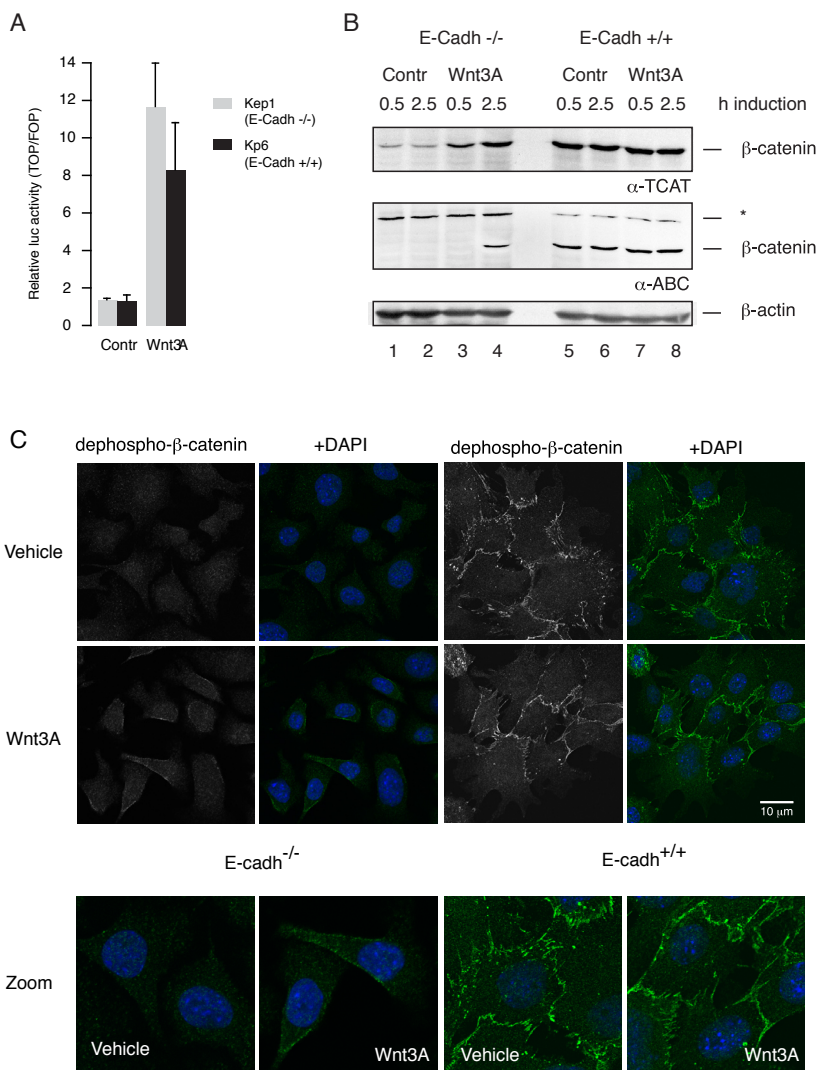 A
14
12
10
8
6
4
2
0
Relative luc activity (TOP/FOP)
Contr Wnt3A
Kep1
(E-Cadh -/-)
Kp6
(E-Cadh +/+)
B
E-Cadh -/- E-Cadh +/+
Contr Wnt3A Contr Wnt3A
0.5 2.5 0.5 2.5 0.5 2.5 0.5 2.5 h induction
β-catenin
α-TCAT
*
β-catenin
α-ABC
β-actin
1 2 3 4 5 6 7 8
C
dephospho-β-catenin +DAPI dephospho-β-catenin +DAPI
Vehicle
Wnt3A
10 μm
E-cadh-/- E-cadh+/+
Zoom
Vehicle Wnt3A Vehicle Wnt3A